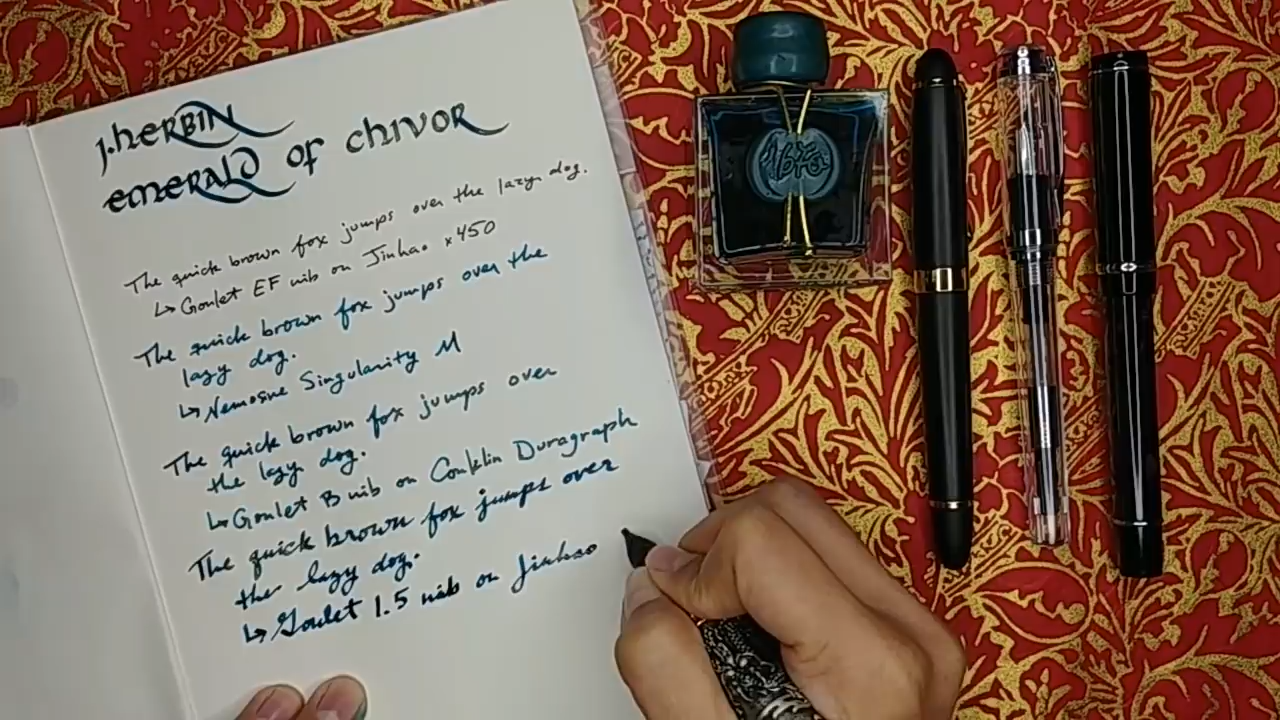 J. Herbin
Emerald of Chivor
The quick brown fox jumps over the lazy dog.
↳ Goulet EF nib on Jinhao x450
The quick brown fox jumps over the
lazy dog.
↳ Nemosine Singularity M
The quick brown fox jumps over
the lazy dog.
↳ Goulet B nib on Conklin Duragraph
The quick brown fox jumps over
the lazy dog.
↳ Goulet 1.5 nib on Jinhao
1670